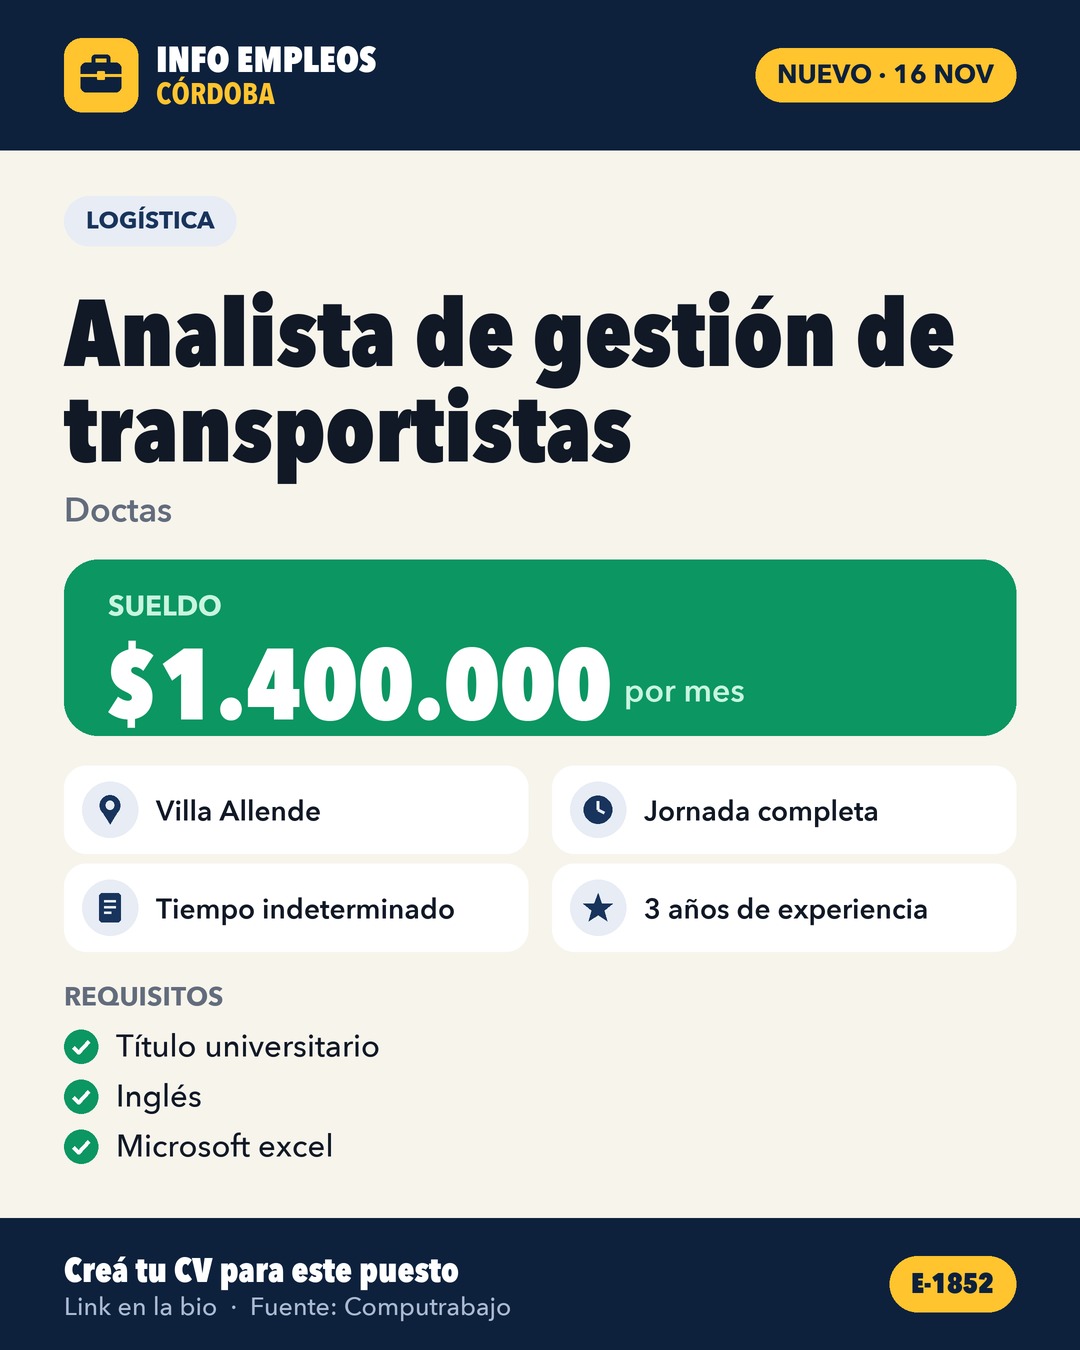 INFO EMPLEOS
CÓRDOBA
NUEVO · 16 NOV
LOGÍSTICA
Analista de gestión de
transportistas
Doctas
SUELDO
$1.400.000 por mes
Villa Allende
Jornada completa
Tiempo indeterminado
3 años de experiencia
REQUISITOS
Título universitario
Inglés
Microsoft excel
Creá tu CV para este puesto
Link en la bio · Fuente: Computrabajo
E-1852